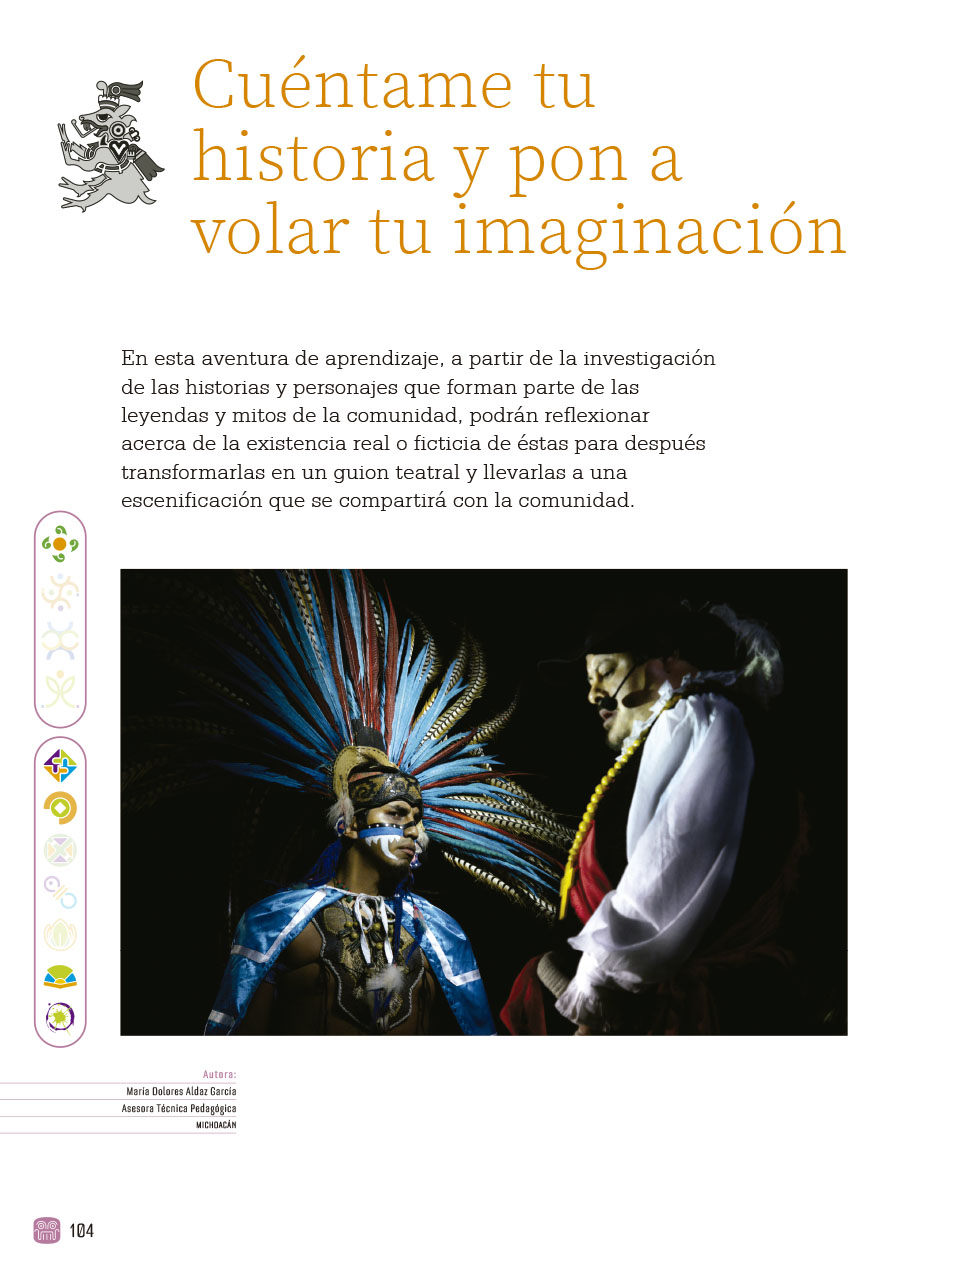 Cuéntame tu
historia y pon a
volar tu imaginación
En esta aventura de aprendizaje, a partir de la investigación
de las historias y personajes que forman parte de las
leyendas y mitos de la comunidad, podrán reflexionar
acerca de la existencia real o ficticia de éstas para después
transformarlas en un guion teatral y llevarlas a una
escenificación que se compartirá con la comunidad.
Autora:
María Dolores Aldaz García
Asesora Técnica Pedagógica
MICHOACÁN
104